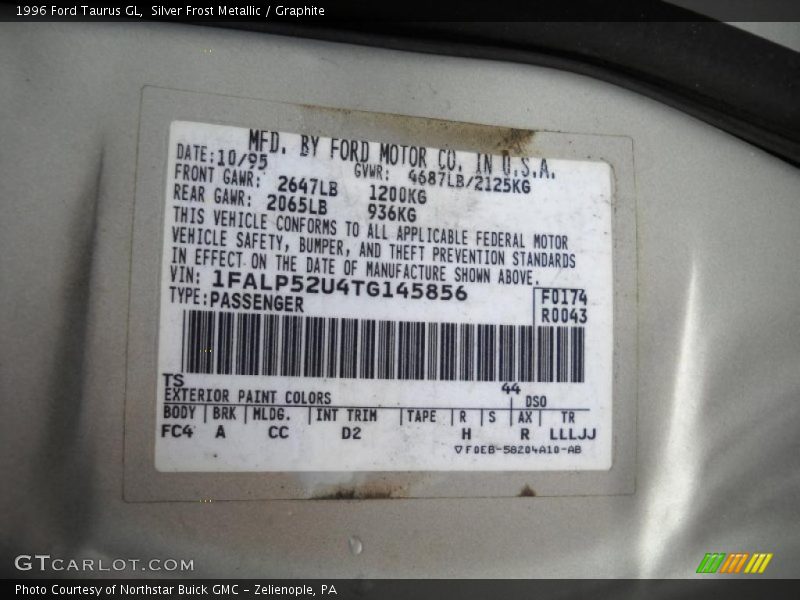 1996 Ford Taurus GL, Silver Frost Metallic / Graphite
MFD. BY FORD MOTOR CO. IN U.S.A.
DATE: 10/95 GVWR: 4687LB/2125KG
FRONT GAWR: 2647LB 1200KG
REAR GAWR: 2065LB 936KG
THIS VEHICLE CONFORMS TO ALL APPLICABLE FEDERAL MOTOR
VEHICLE SAFETY, BUMPER, AND THEFT PREVENTION STANDARDS
IN EFFECT ON THE DATE OF MANUFACTURE SHOWN ABOVE.
VIN: 1FALP52U4TG145856
TYPE: PASSENGER
F0174
R0043
TS 44
EXTERIOR PAINT COLORS DSO
BODY BRK MLDG. INT TRIM TAPE R S AX TR
FC4 A CC D2 H R LLLJJ
▽F0EB-58204A10-AB
GTCARLOT.COM
Photo Courtesy of Northstar Buick GMC - Zelienople, PA